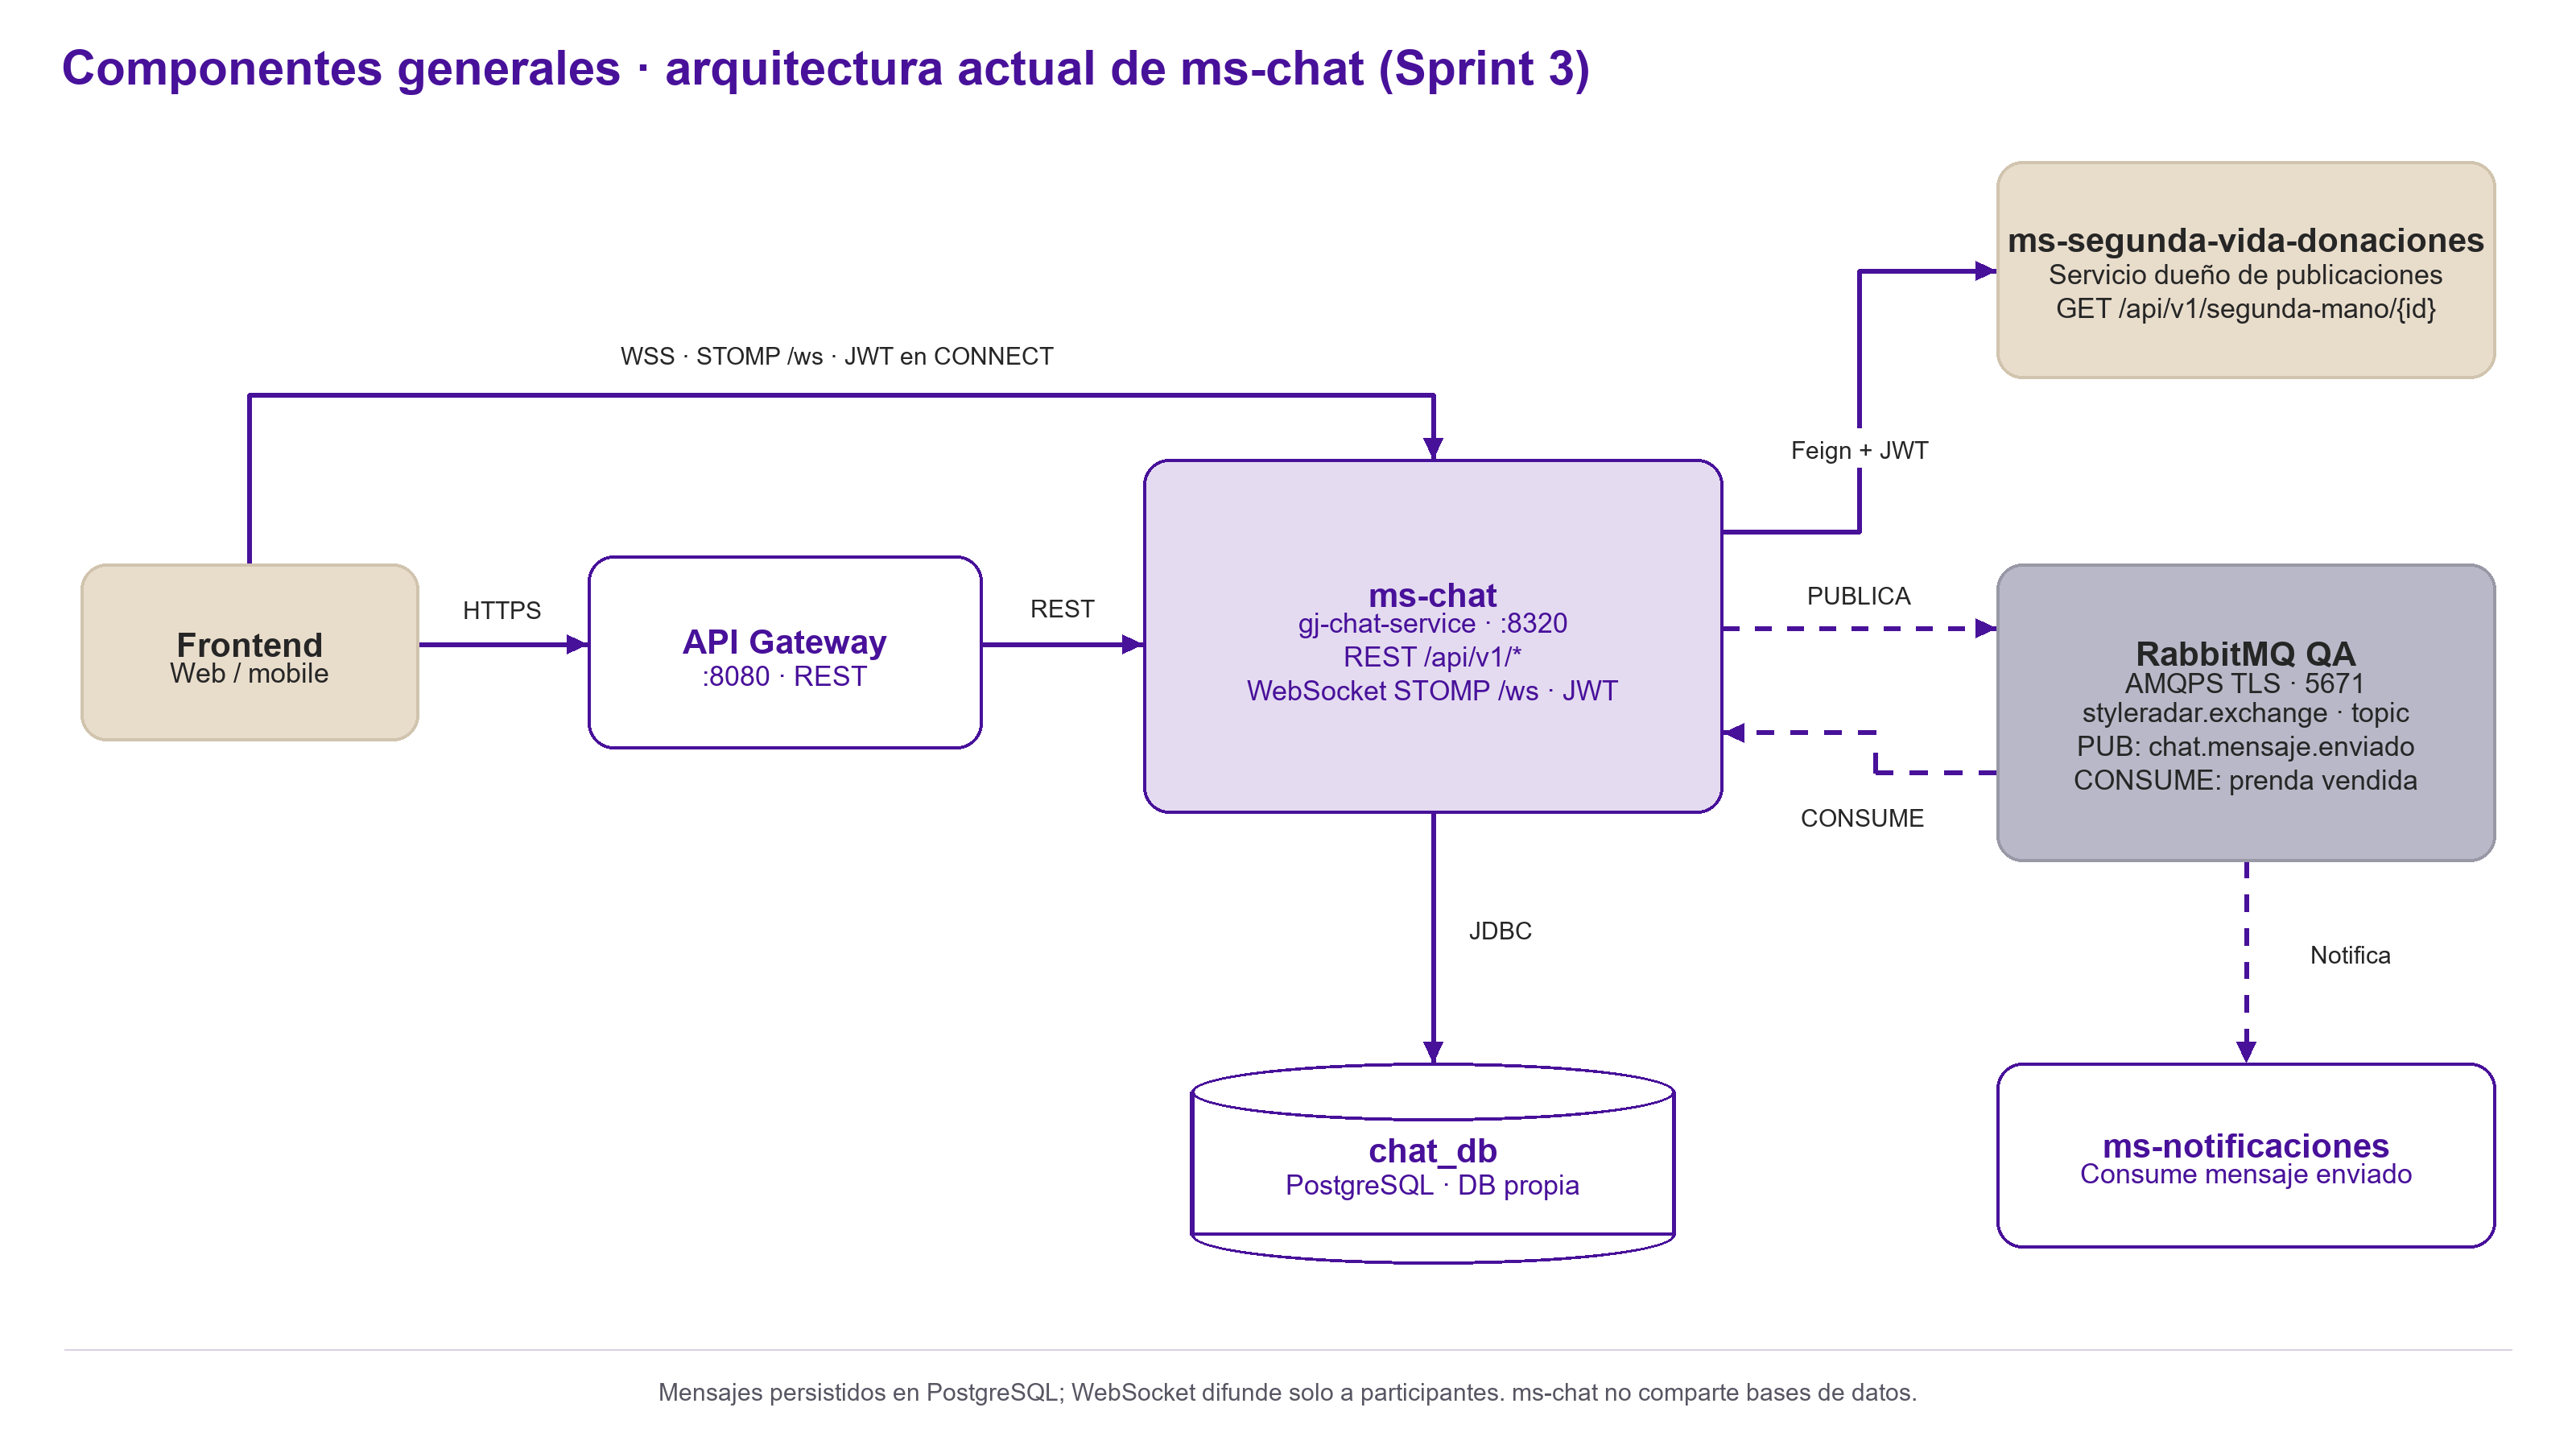 Componentes generales · arquitectura actual de ms-chat (Sprint 3)
ms-segunda-vida-donaciones
Servicio dueño de publicaciones
GET /api/v1/segunda-mano/{id}
WSS · STOMP /ws · JWT en CONNECT
Feign + JWT
Frontend
Web / mobile
HTTPS
API Gateway
:8080 · REST
REST
ms-chat
gj-chat-service · :8320
REST /api/v1/*
WebSocket STOMP /ws · JWT
PUBLICA
CONSUME
RabbitMQ QA
AMQPS TLS · 5671
styleradar.exchange · topic
PUB: chat.mensaje.enviado
CONSUME: prenda vendida
JDBC
Notifica
chat_db
PostgreSQL · DB propia
ms-notificaciones
Consume mensaje enviado
Mensajes persistidos en PostgreSQL; WebSocket difunde solo a participantes. ms-chat no comparte bases de datos.